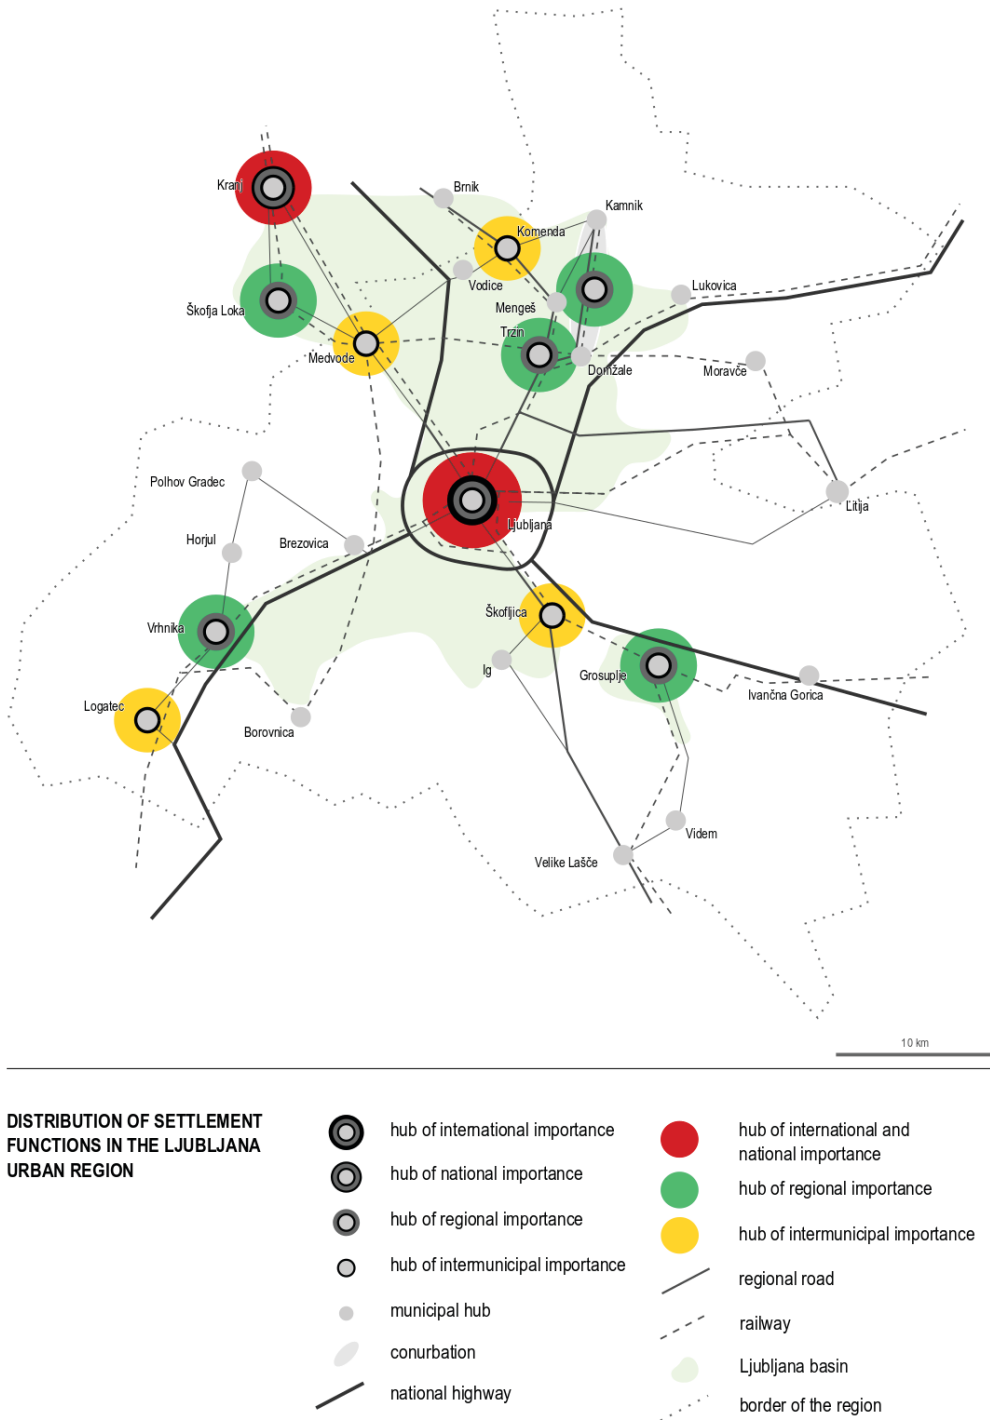 Brnik
Kranj
Kamnik
Komenda
Vodice
Lukovica
Mengeš
Škofja Loka
Trzin
Medvode
Domžale
Moravče
Polhov Gradec
Litija
Ljubljana
Horjul
Brezovica
Škofljica
Vrhnika
Ig
Grosuplje
Ivančna Gorica
Logatec
Borovnica
Videm
Velike Lašče
10 km
DISTRIBUTION OF SETTLEMENT
FUNCTIONS IN THE LJUBLJANA
URBAN REGION
hub of international importance
hub of national importance
hub of regional importance
hub of intermunicipal importance
municipal hub
conurbation
national highway
hub of international and
national importance
hub of regional importance
hub of intermunicipal importance
regional road
railway
Ljubljana basin
border of the region